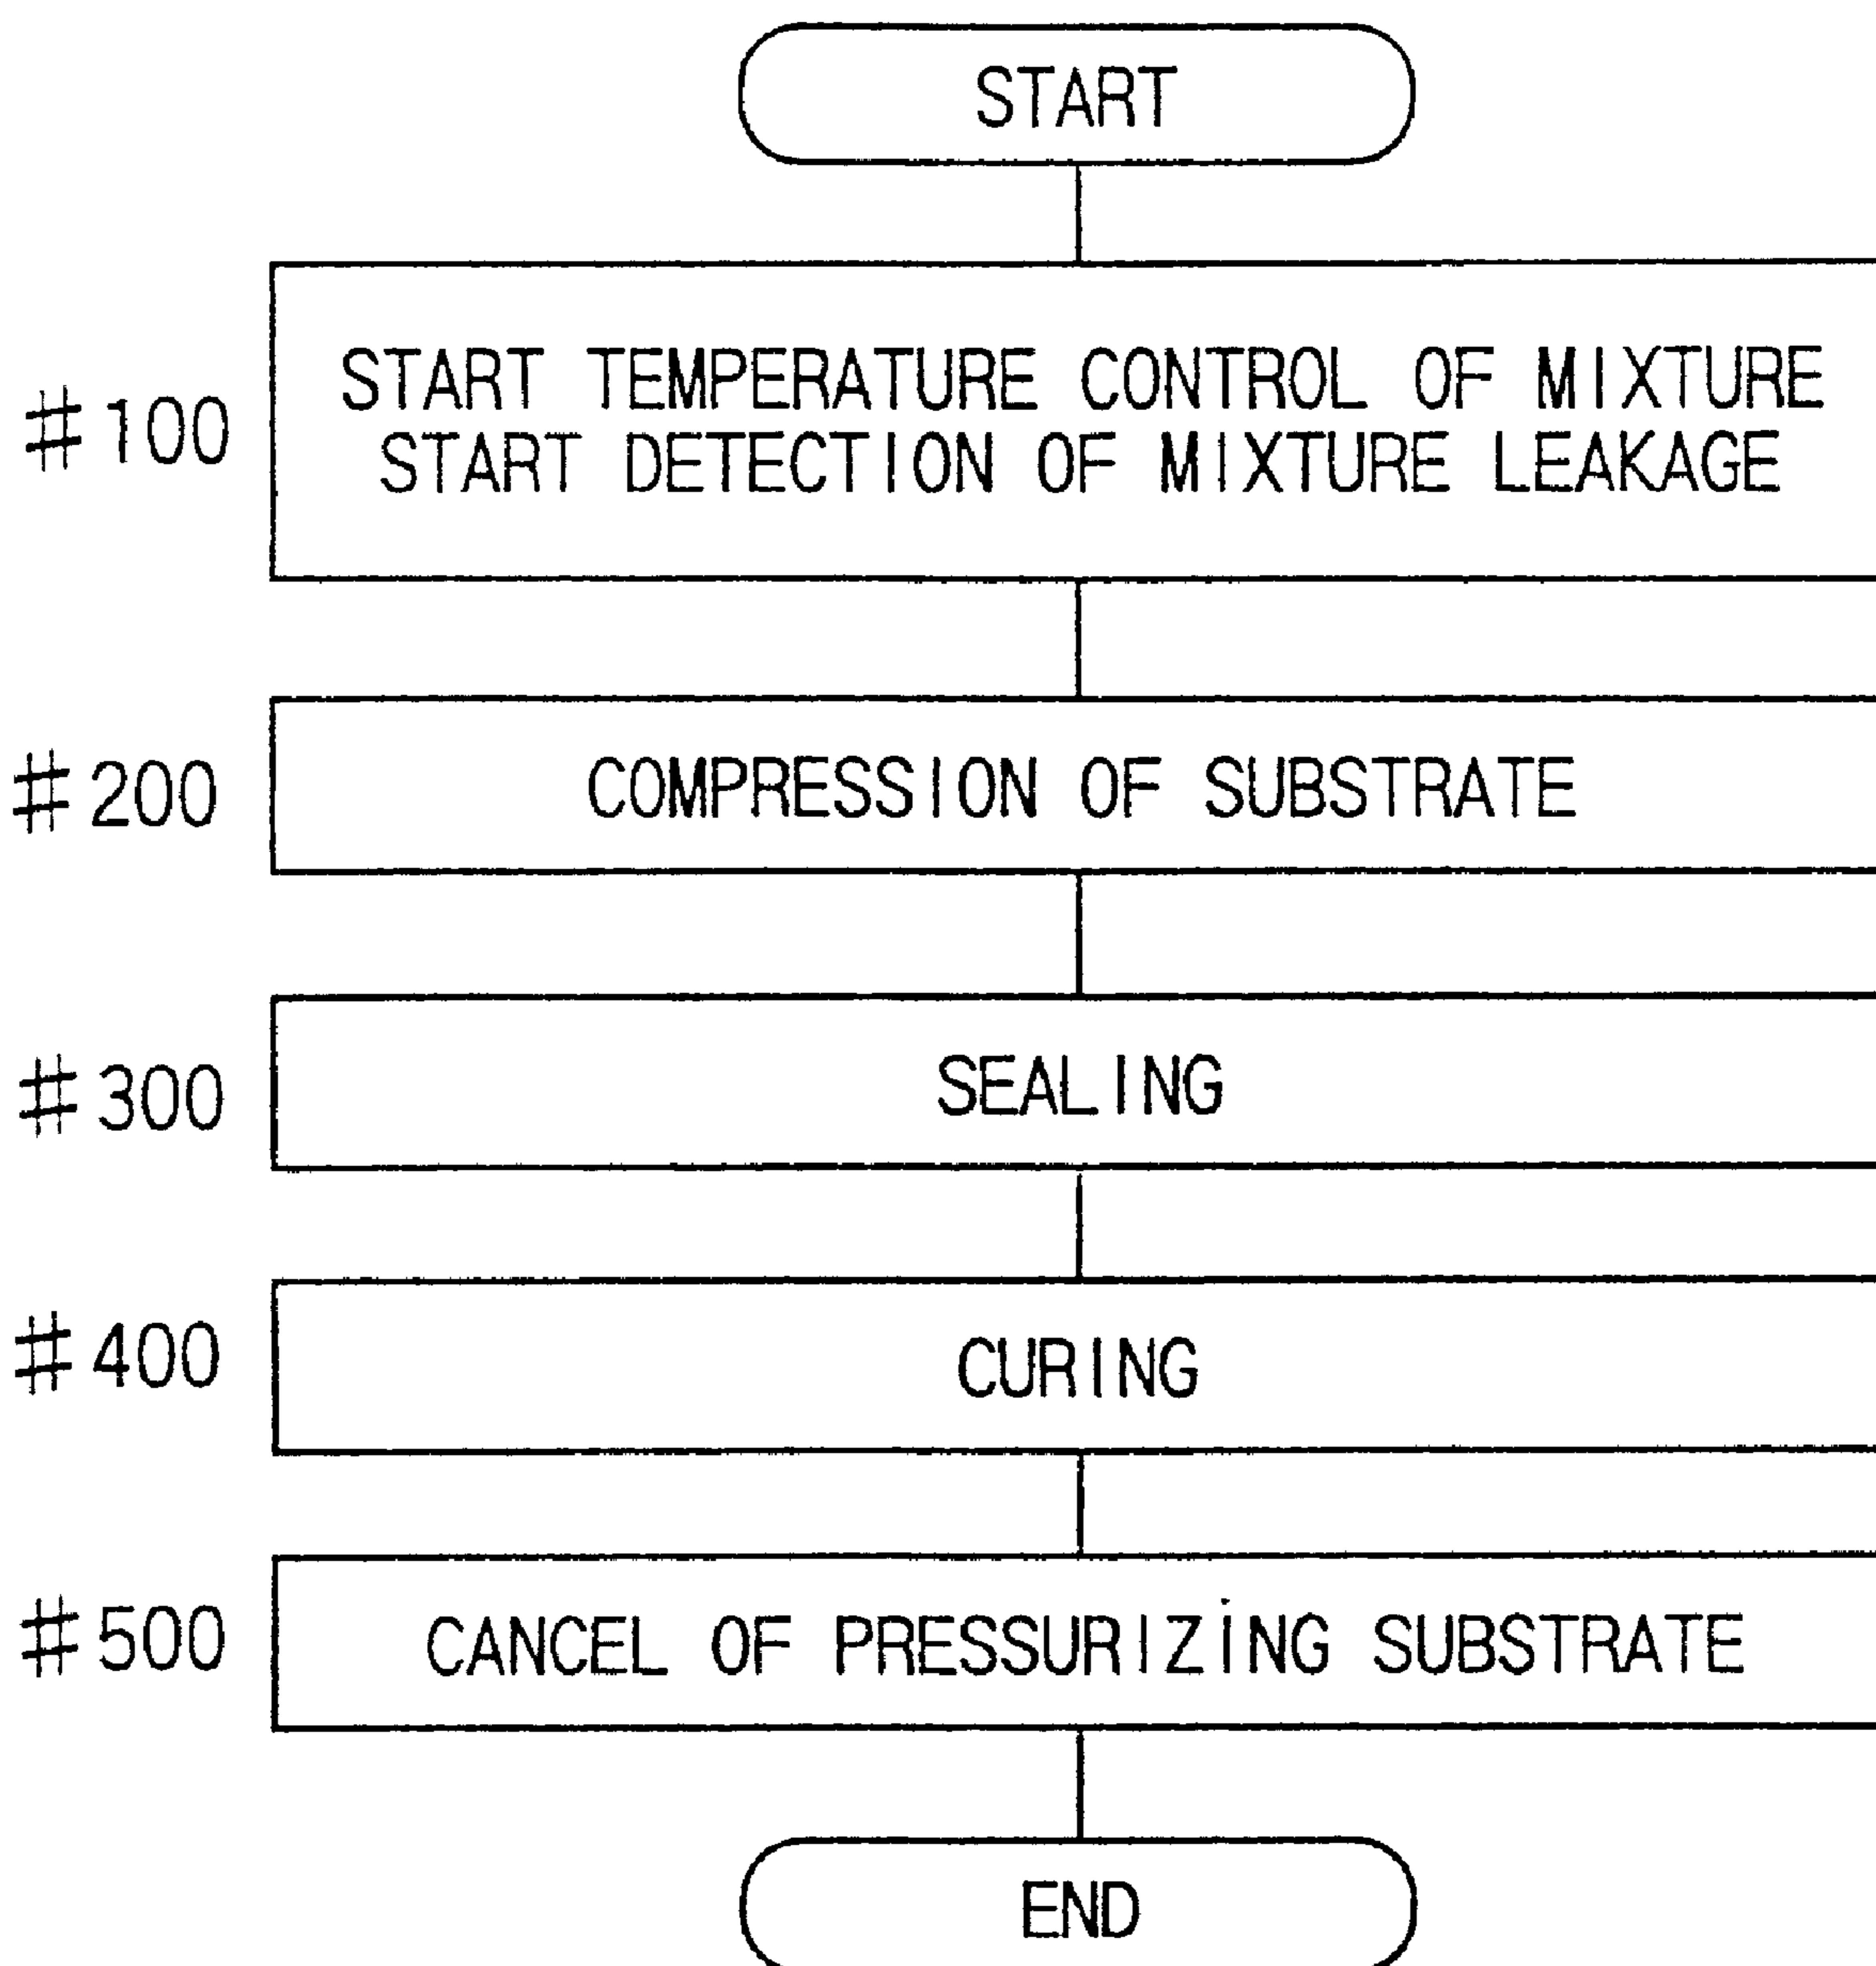 START
#100
START TEMPERATURE CONTROL OF MIXTURE
START DETECTION OF MIXTURE LEAKAGE
#200
COMPRESSION OF SUBSTRATE
#300
SEALING
#400
CURING
#500
CANCEL OF PRESSURIZING SUBSTRATE
END